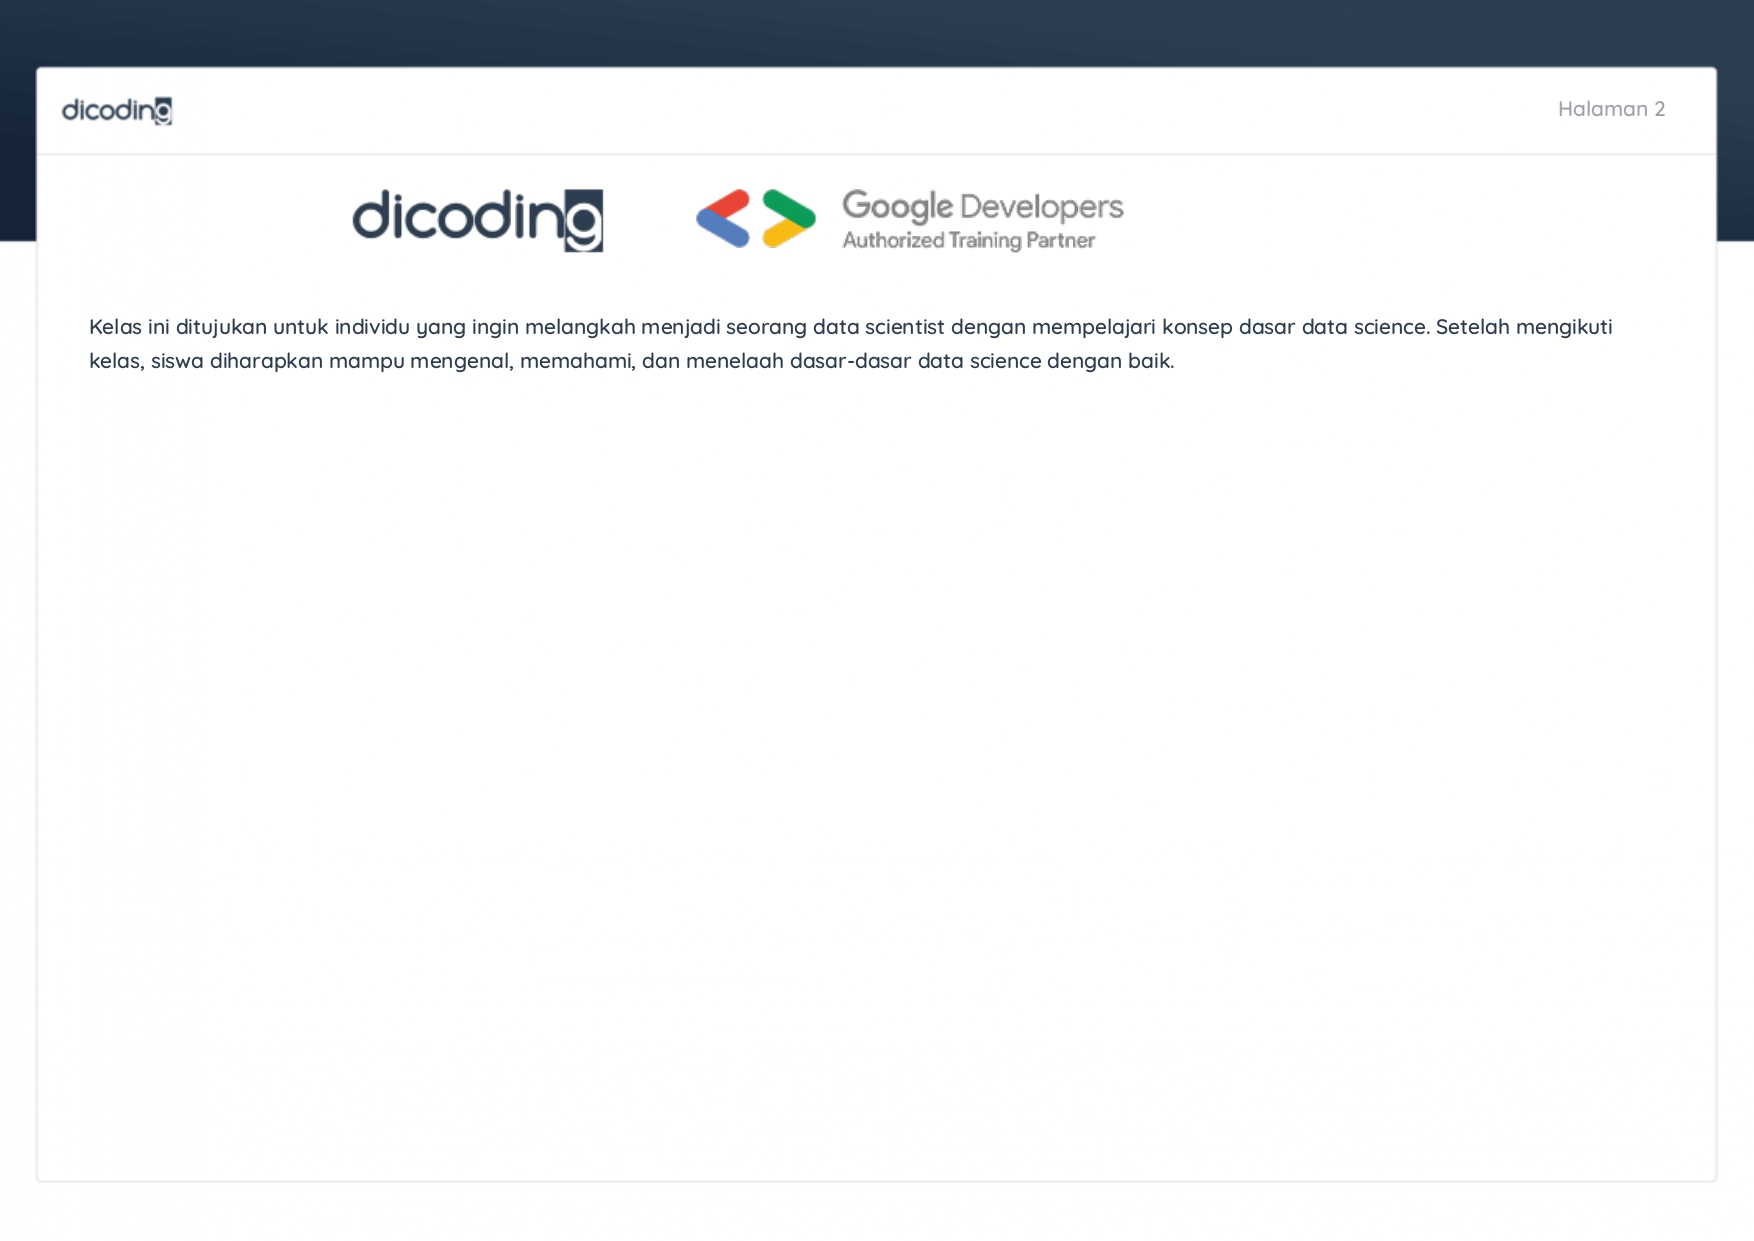 dicoding
Halaman 2
dicoding
Google Developers
Authorized Training Partner
Kelas ini ditujukan untuk individu yang ingin melangkah menjadi seorang data scientist dengan mempelajari konsep dasar data science. Setelah mengikuti
kelas, siswa diharapkan mampu mengenal, memahami, dan menelaah dasar-dasar data science dengan baik.